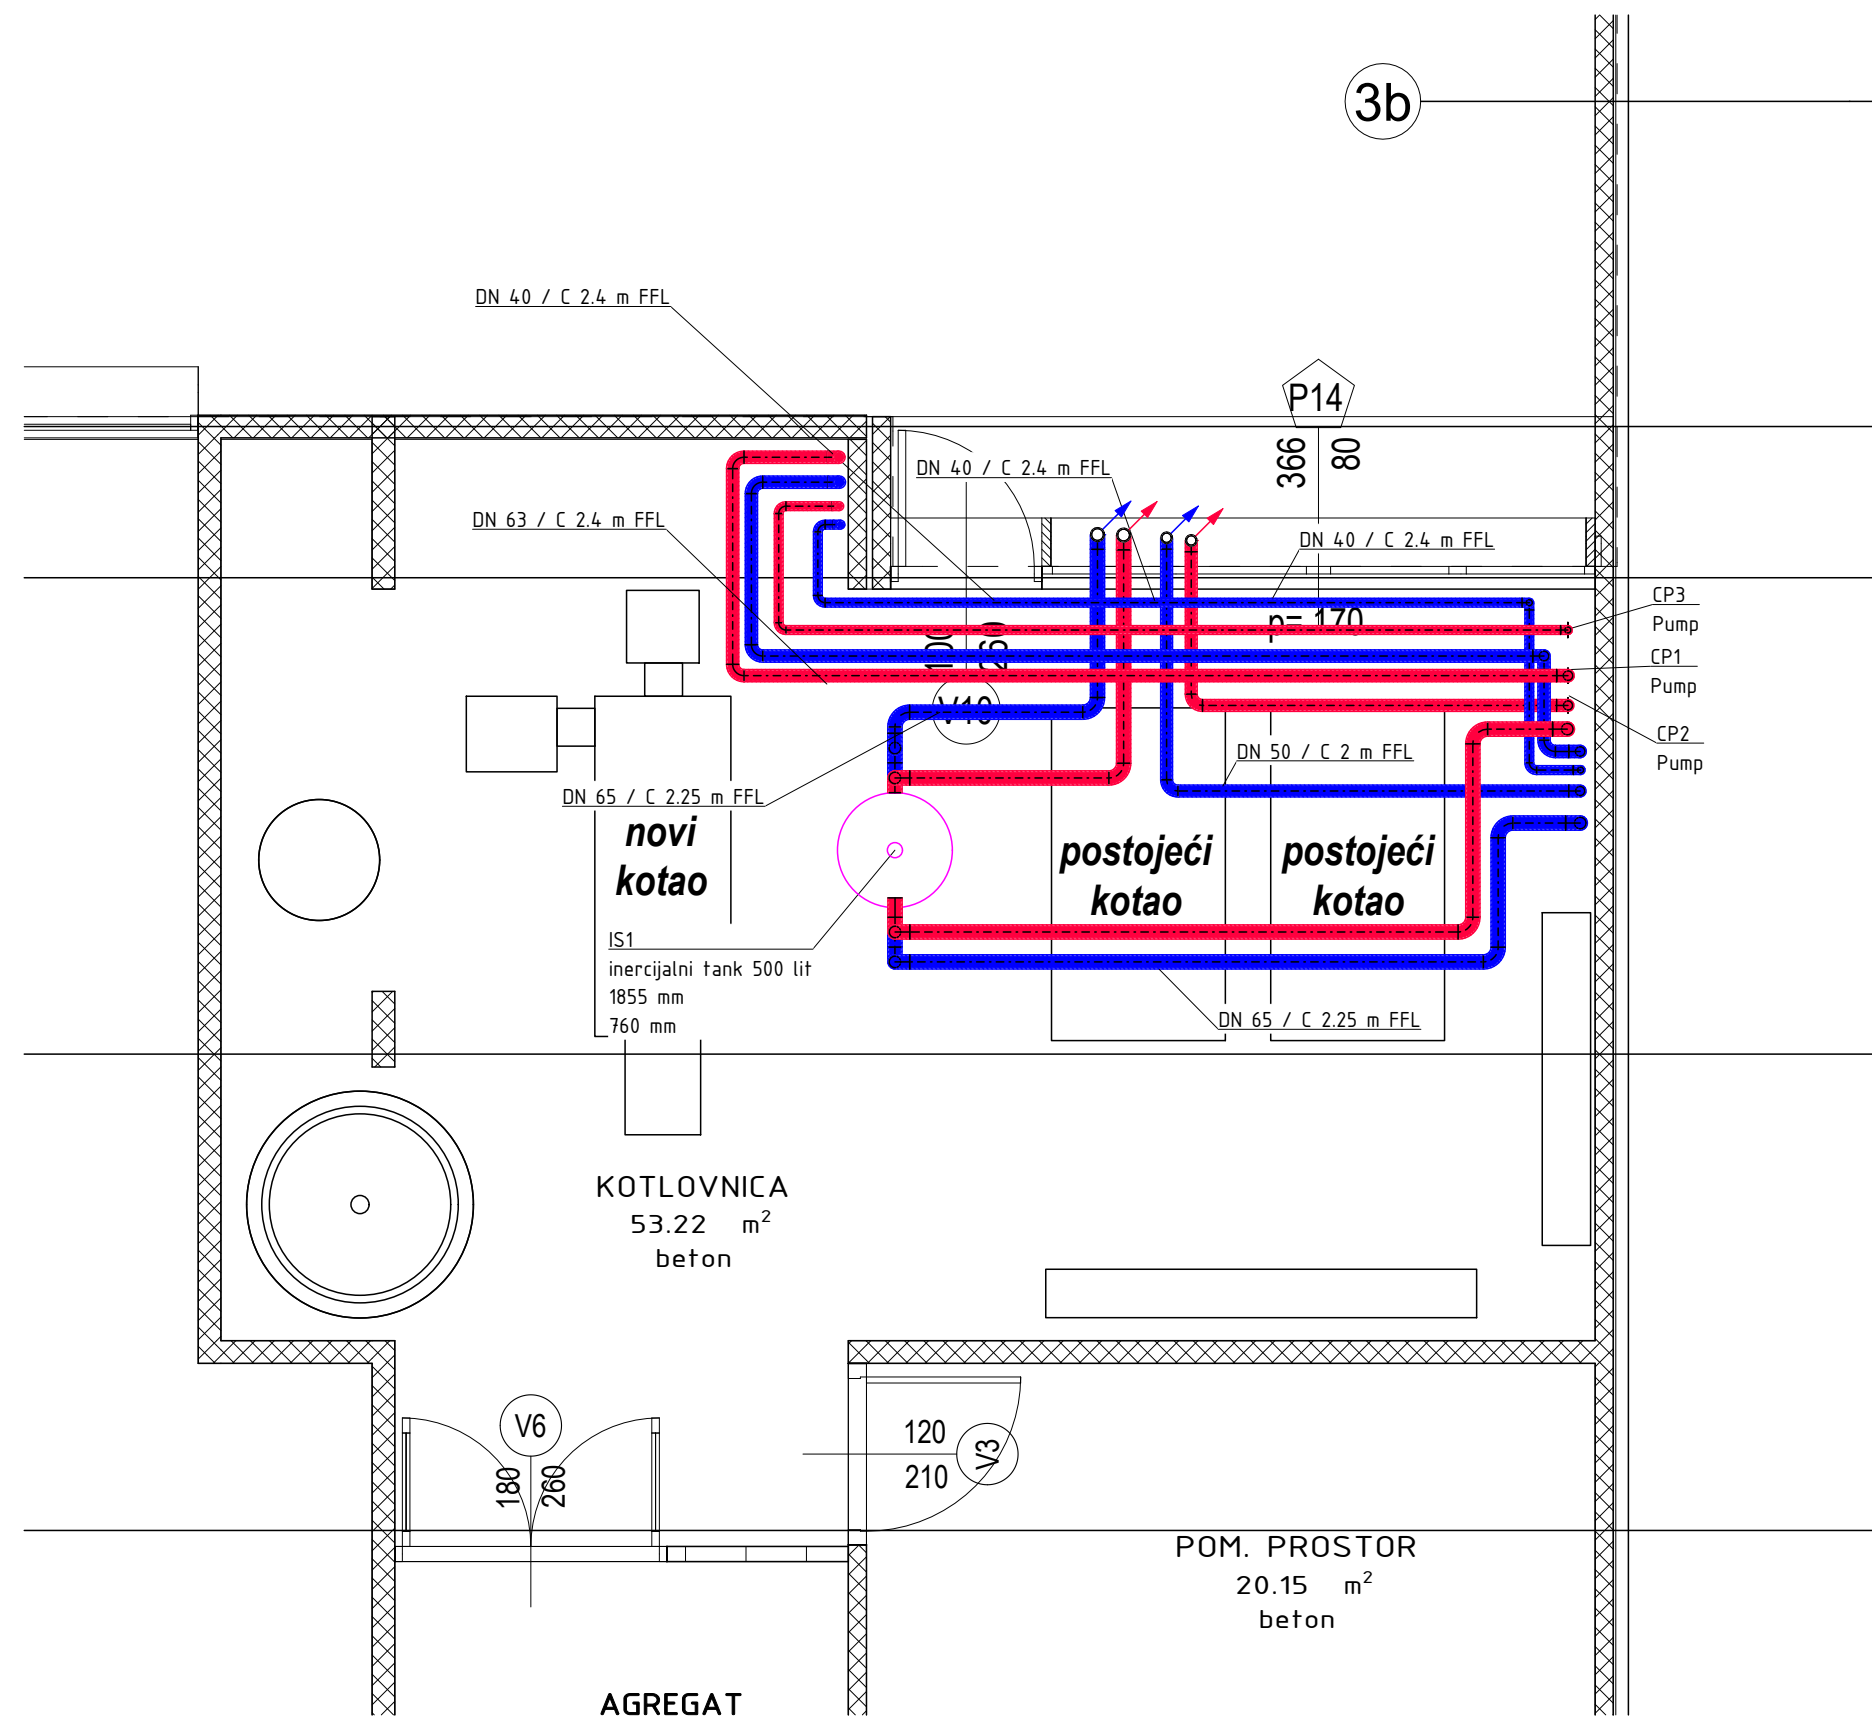 3b
DN 40 / C 2.4 m FFL
P14
366
80
DN 40 / C 2.4 m FFL
DN 63 / C 2.4 m FFL
DN 40 / C 2.4 m FFL
CP3
Pump
p= 170
100
260
CP1
Pump
CP2
Pump
DN 50 / C 2 m FFL
DN 65 / C 2.25 m FFL
novi
kotao
postojeći
kotao
postojeći
kotao
IS1
inercijalni tank 500 lit
1855 mm
760 mm
DN 65 / C 2.25 m FFL
KOTLOVNICA
53.22 m²
beton
V6
180
260
120
210
V3
POM. PROSTOR
20.15 m²
beton
AGREGAT